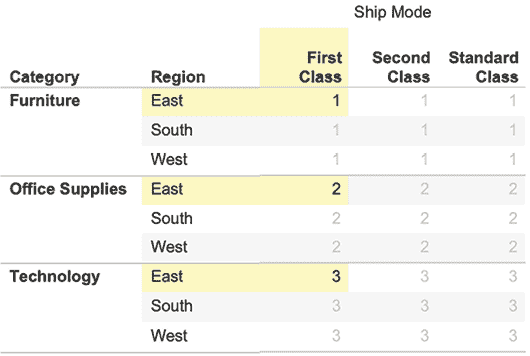 Ship Mode
Category Region First Class Second Class Standard Class
Furniture East 1 1 1
South 1 1 1
West 1 1 1
Office Supplies East 2 2 2
South 2 2 2
West 2 2 2
Technology East 3 3 3
South 3 3 3
West 3 3 3